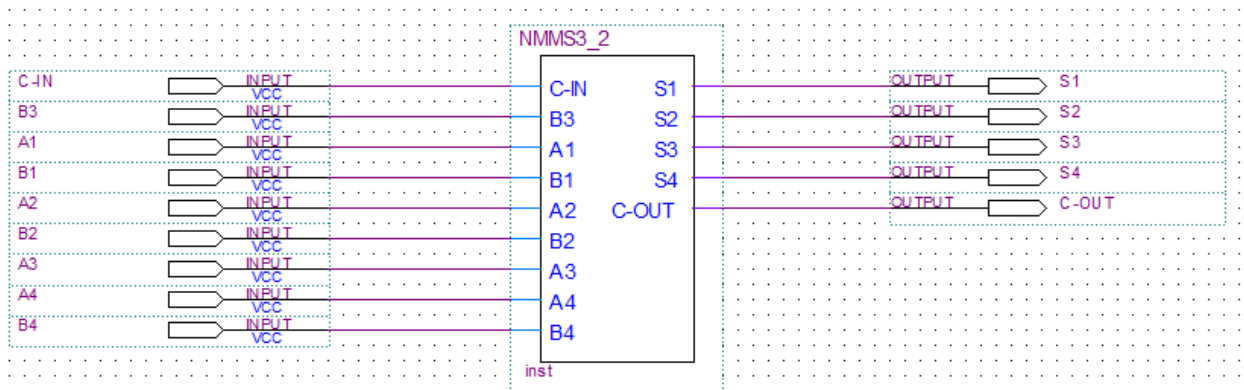 NMMS3_2
C-IN INPUT VCC C-IN S1 OUTPUT S1
B3 INPUT VCC B3 S2 OUTPUT S2
A1 INPUT VCC A1 S3 OUTPUT S3
B1 INPUT VCC B1 S4 OUTPUT S4
A2 INPUT VCC A2 C-OUT OUTPUT C-OUT
B2 INPUT VCC B2
A3 INPUT VCC A3
A4 INPUT VCC A4
B4 INPUT VCC B4
inst